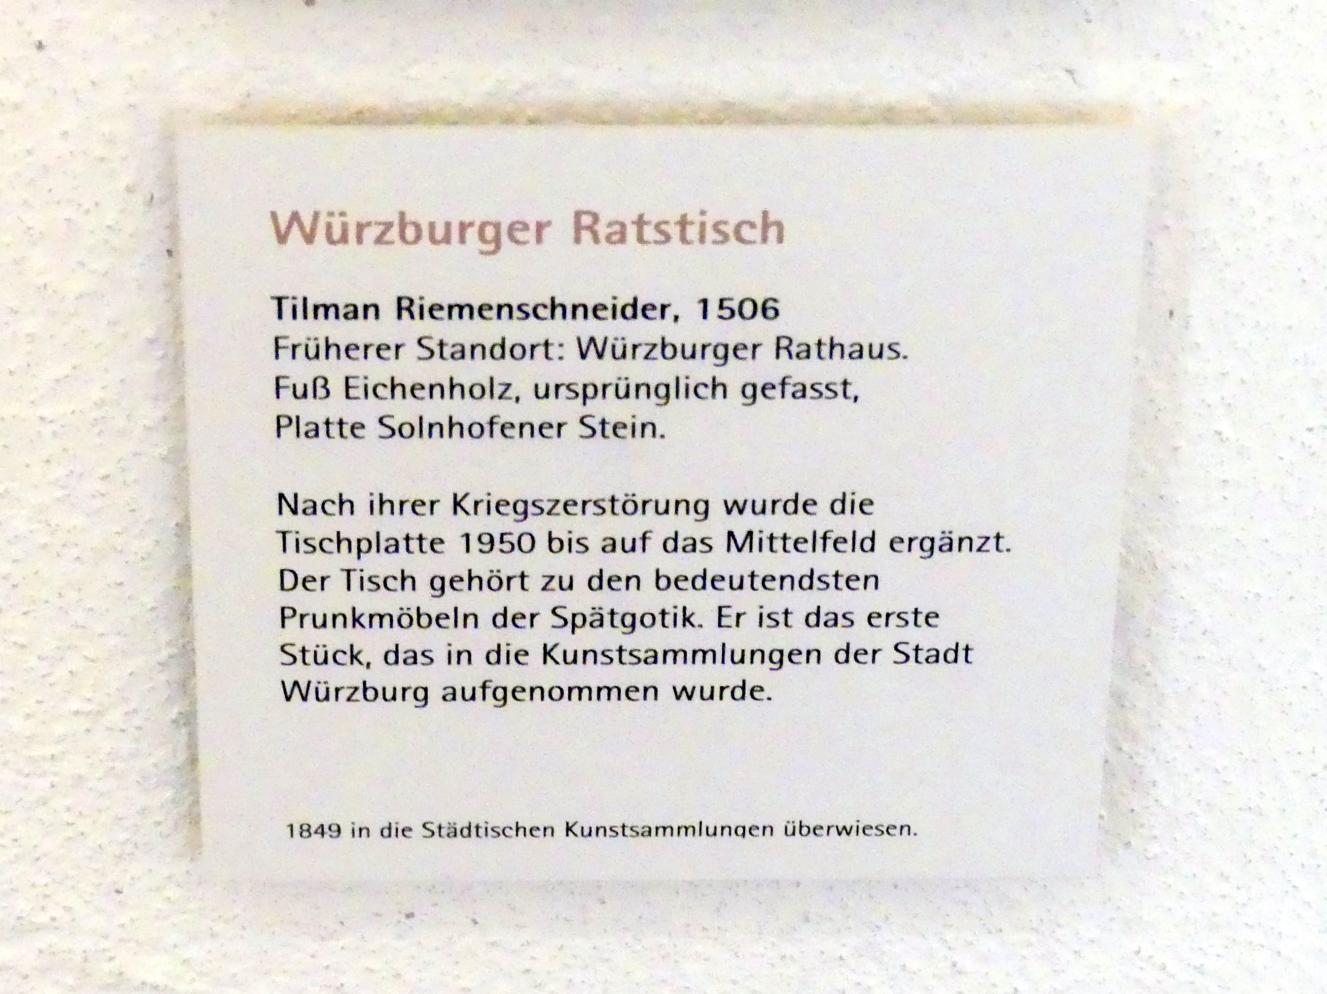 Würzburger Ratstisch
Tilman Riemenschneider, 1506
Früherer Standort: Würzburger Rathaus.
Fuß Eichenholz, ursprünglich gefasst,
Platte Solnhofener Stein.
Nach ihrer Kriegszerstörung wurde die
Tischplatte 1950 bis auf das Mittelfeld ergänzt.
Der Tisch gehört zu den bedeutendsten
Prunkmöbeln der Spätgotik. Er ist das erste
Stück, das in die Kunstsammlungen der Stadt
Würzburg aufgenommen wurde.
1849 in die Städtischen Kunstsammlungen überwiesen.